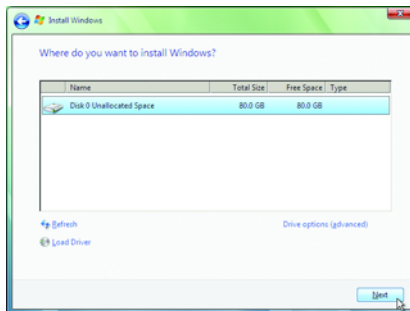 Install Windows
Where do you want to install Windows?
Name Total Size Free Space Type
Disk 0 Unallocated Space 80.0 GB 80.0 GB
Refresh Drive options (advanced)
Load Driver
Next